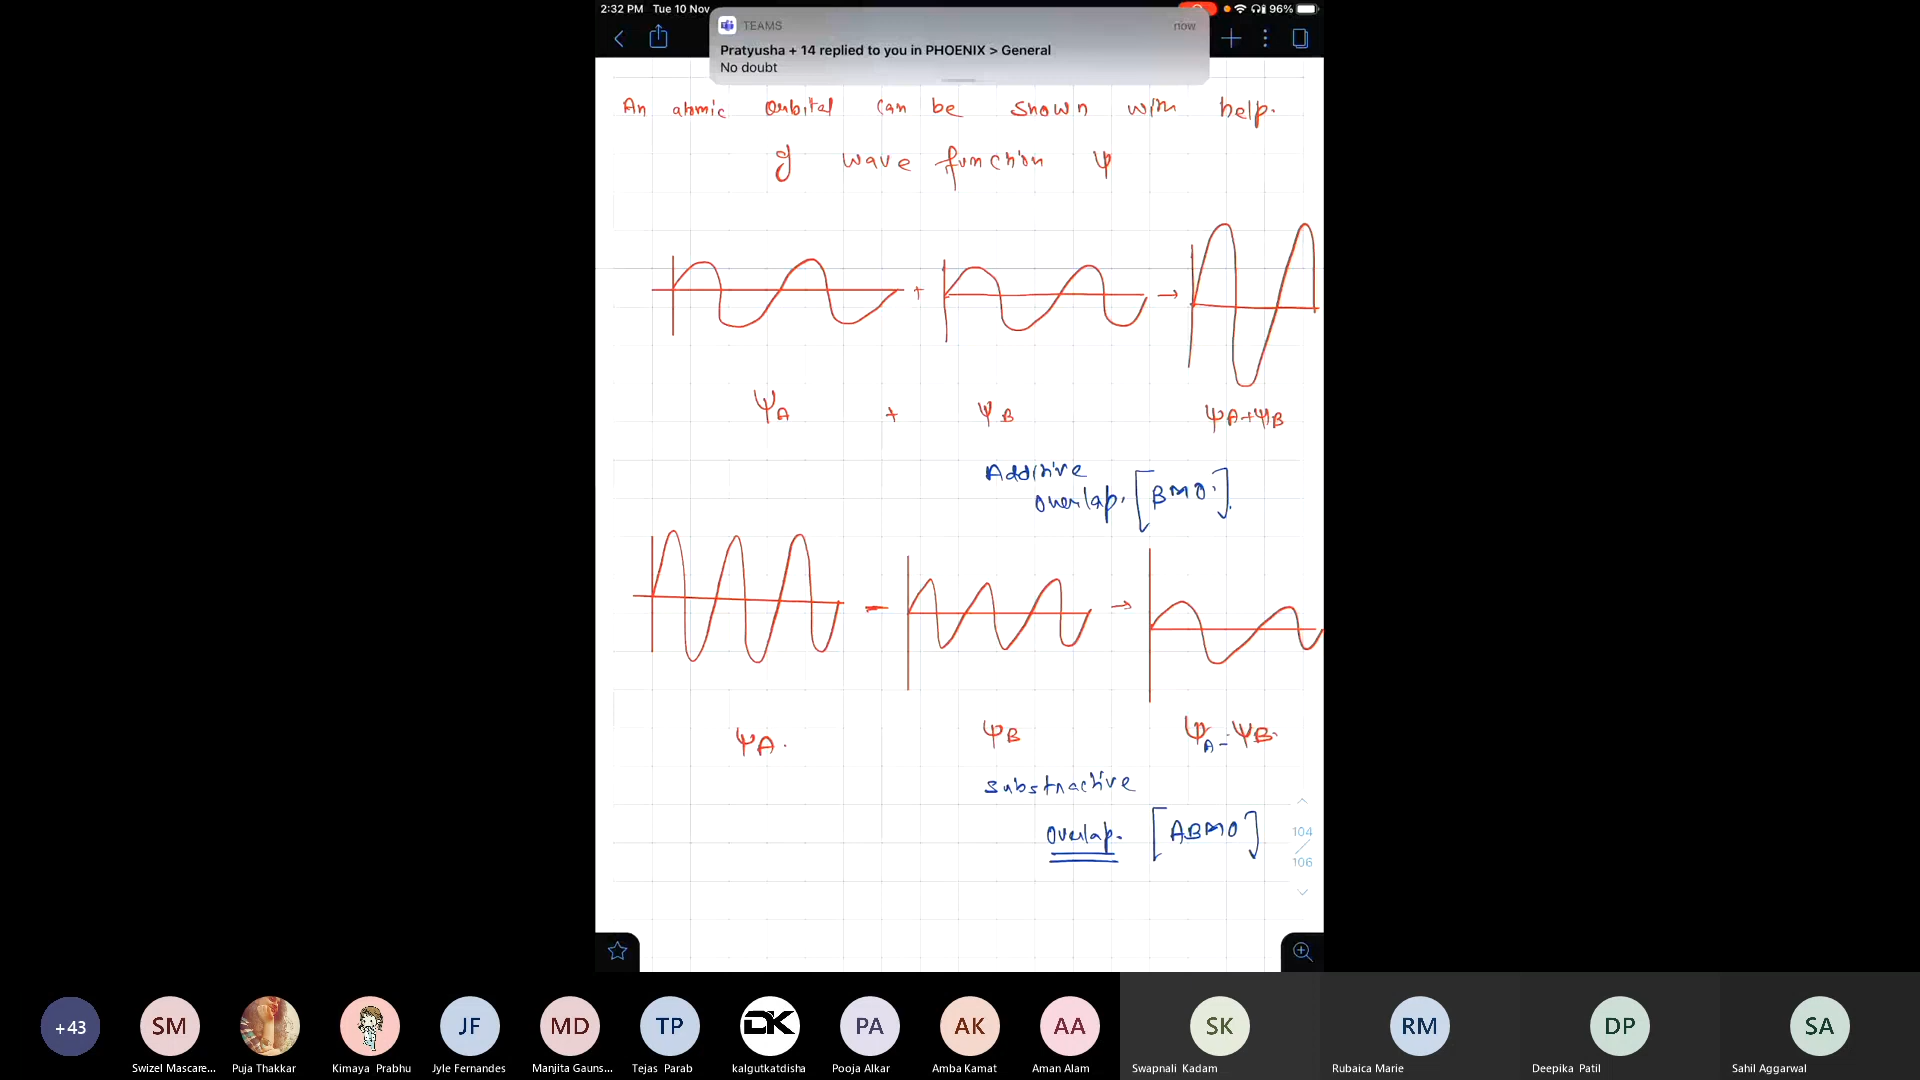 2:32 PM Tue 10 Nov
96%
TEAMS
now
Pratyusha + 14 replied to you in PHOENIX > General
No doubt
An atomic orbital can be shown with help.
of wave function ψ
+ →
ψA + ψB ψA+ψB
Additive
overlap. [BMO.]
- →
ψA. ψB ψA - ψB.
Substractive
overlap. [ABMO]
104
/
106
+43 SM JF MD TP DK PA AK AA SK RM DP SA
Swizel Mascare... Puja Thakkar Kimaya Prabhu Jyle Fernandes Manjita Gauns... Tejas Parab kalgutkatdisha Pooja Alkar Amba Kamat Aman Alam Swapnali Kadam Rubaica Marie Deepika Patil Sahil Aggarwal